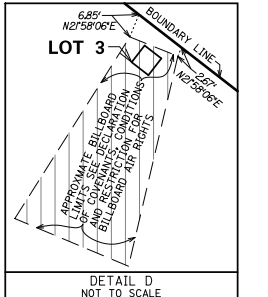 6.85'
N21°58'06"E
BOUNDARY LINE
LOT 3
2.67'
N21°58'06"E
APPROXMATE BILLBOARD
LIMITS SEE DECLARATION
OF COVENANTS, CONDITIONS
AND RESTRICTION FOR
BILLBOARD AIR RIGHTS
DETAIL D
NOT TO SCALE